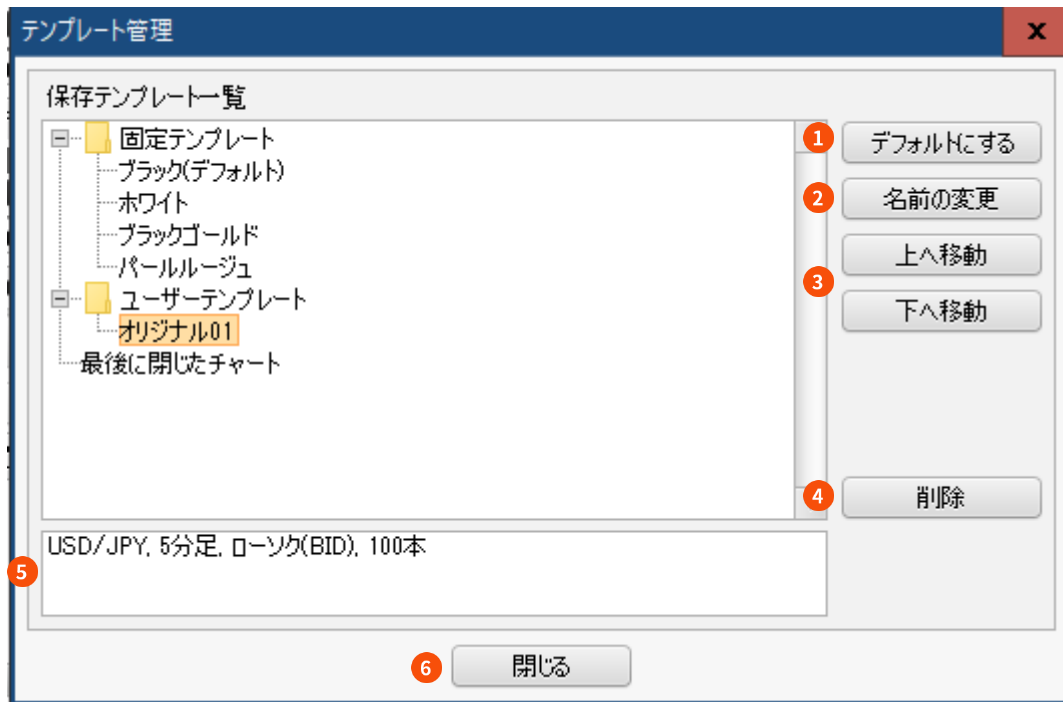 テンプレート管理
x
保存テンプレート一覧
固定テンプレート
ブラック(デフォルト)
ホワイト
ブラックゴールド
パールルージュ
ユーザーテンプレート
オリジナル01
最後に閉じたチャート
1 デフォルトにする
2 名前の変更
上へ移動
3
下へ移動
4 削除
5 USD/JPY, 5分足, ローソク(BID), 100本
6 閉じる